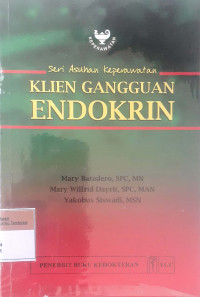 KEPERAWATAN
Seri Asuhan Keperawatan
KLIEN GANGGUAN
ENDOKRIN
Mary Baradero, SPC, MN
Mary Wilfrid Dayrit, SPC, MAN
Yakobus Siswadi, MSN
PENERBIT BUKU KEDOKTERAN
EGC